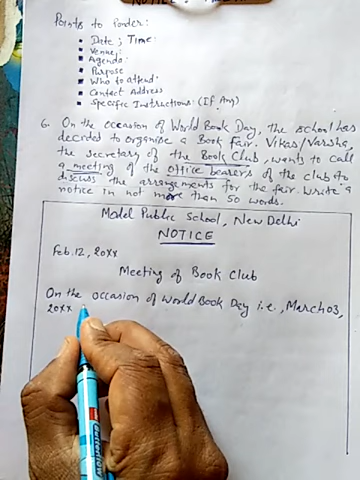 Points to Ponder:
Date; Time:
Venue:
Agenda:
Purpose
Who to attend:
Contact Address
Specific Instructions: (If Any)
6. On the occasion of World Book Day, the school has
decided to organise a Book fair. Vikas/Varsha,
the secretary of the Book Club, wants to call
a meeting of the office bearers of the club to
discuss the arrangements for the fair. Write a
notice in not more than 50 words.
Model Public School, New Delhi
NOTICE
Feb. 12, 20xx
Meeting of Book Club
On the occasion of World Book Day i.e., March 03,
20xx